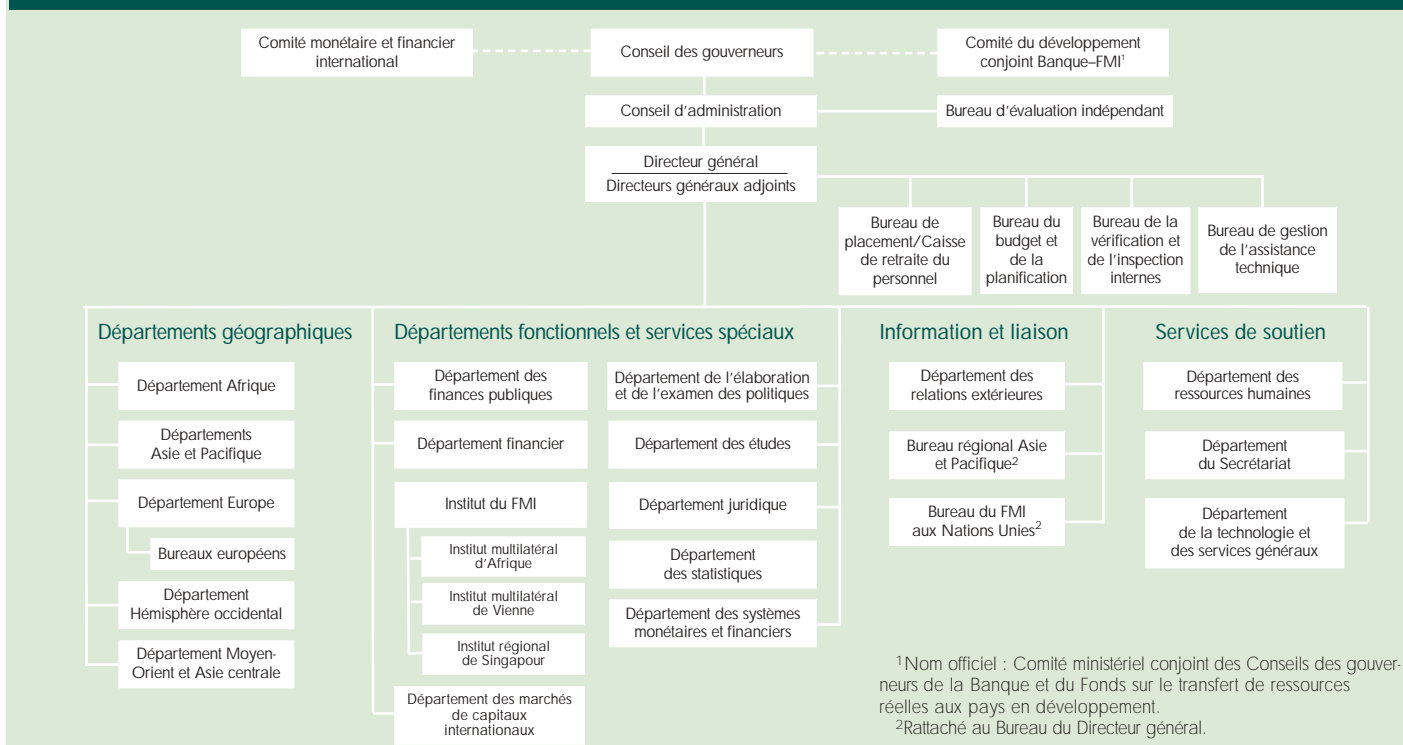 Comité monétaire et financier
international
Conseil des gouverneurs
Comité du développement
conjoint Banque–FMI¹
Conseil d'administration
Bureau d'évaluation indépendant
Directeur général
Directeurs généraux adjoints
Bureau de
placement/Caisse
de retraite du
personnel
Bureau du
budget et
de la
planification
Bureau de la
vérification et
de l'inspection
internes
Bureau de gestion
de l'assistance
technique
Départements géographiques
Département Afrique
Départements
Asie et Pacifique
Département Europe
Bureaux européens
Département
Hémisphère occidental
Département Moyen-
Orient et Asie centrale
Départements fonctionnels et services spéciaux
Département des
finances publiques
Département financier
Institut du FMI
Institut multilatéral
d'Afrique
Institut multilatéral
de Vienne
Institut régional
de Singapour
Département des marchés
de capitaux
internationaux
Département de l'élaboration
et de l'examen des politiques
Département des études
Département juridique
Département
des statistiques
Département des systèmes
monétaires et financiers
Information et liaison
Département des
relations extérieures
Bureau régional Asie
et Pacifique²
Bureau du FMI
aux Nations Unies²
Services de soutien
Département des
ressources humaines
Département
du Secrétariat
Département
de la technologie et
des services généraux
¹Nom officiel : Comité ministériel conjoint des Conseils des gouver-
neurs de la Banque et du Fonds sur le transfert de ressources
réelles aux pays en développement.
²Rattaché au Bureau du Directeur général.